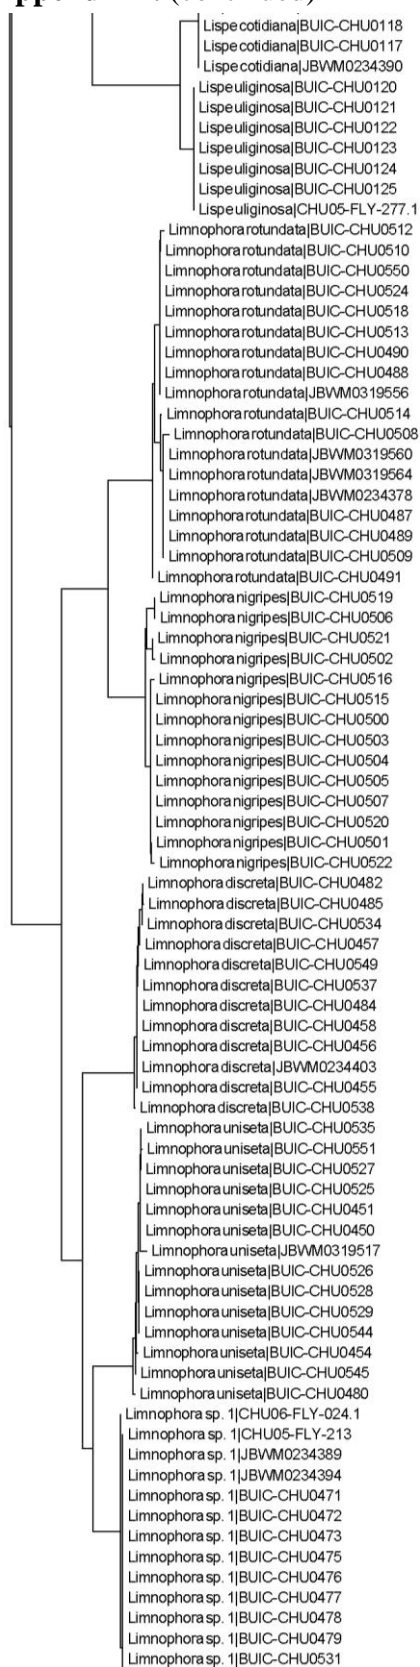 (continued)
Lispe cotidiana|BUIC-CHU0118
Lispe cotidiana|BUIC-CHU0117
Lispe cotidiana|JBWM0234390
Lispe uliginosa|BUIC-CHU0120
Lispe uliginosa|BUIC-CHU0121
Lispe uliginosa|BUIC-CHU0122
Lispe uliginosa|BUIC-CHU0123
Lispe uliginosa|BUIC-CHU0124
Lispe uliginosa|BUIC-CHU0125
Lispe uliginosa|CHU05-FLY-277.1
Limnophora rotundata|BUIC-CHU0512
Limnophora rotundata|BUIC-CHU0510
Limnophora rotundata|BUIC-CHU0550
Limnophora rotundata|BUIC-CHU0524
Limnophora rotundata|BUIC-CHU0518
Limnophora rotundata|BUIC-CHU0513
Limnophora rotundata|BUIC-CHU0490
Limnophora rotundata|BUIC-CHU0488
Limnophora rotundata|JBWM0319556
Limnophora rotundata|BUIC-CHU0514
Limnophora rotundata|BUIC-CHU0508
Limnophora rotundata|JBWM0319560
Limnophora rotundata|JBWM0319564
Limnophora rotundata|JBWM0234378
Limnophora rotundata|BUIC-CHU0487
Limnophora rotundata|BUIC-CHU0489
Limnophora rotundata|BUIC-CHU0509
Limnophora rotundata|BUIC-CHU0491
Limnophora nigripes|BUIC-CHU0519
Limnophora nigripes|BUIC-CHU0506
Limnophora nigripes|BUIC-CHU0521
Limnophora nigripes|BUIC-CHU0502
Limnophora nigripes|BUIC-CHU0516
Limnophora nigripes|BUIC-CHU0515
Limnophora nigripes|BUIC-CHU0500
Limnophora nigripes|BUIC-CHU0503
Limnophora nigripes|BUIC-CHU0504
Limnophora nigripes|BUIC-CHU0505
Limnophora nigripes|BUIC-CHU0507
Limnophora nigripes|BUIC-CHU0520
Limnophora nigripes|BUIC-CHU0501
Limnophora nigripes|BUIC-CHU0522
Limnophora discreta|BUIC-CHU0482
Limnophora discreta|BUIC-CHU0485
Limnophora discreta|BUIC-CHU0534
Limnophora discreta|BUIC-CHU0457
Limnophora discreta|BUIC-CHU0549
Limnophora discreta|BUIC-CHU0537
Limnophora discreta|BUIC-CHU0484
Limnophora discreta|BUIC-CHU0458
Limnophora discreta|BUIC-CHU0456
Limnophora discreta|JBWM0234403
Limnophora discreta|BUIC-CHU0455
Limnophora discreta|BUIC-CHU0538
Limnophora uniseta|BUIC-CHU0535
Limnophora uniseta|BUIC-CHU0551
Limnophora uniseta|BUIC-CHU0527
Limnophora uniseta|BUIC-CHU0525
Limnophora uniseta|BUIC-CHU0451
Limnophora uniseta|BUIC-CHU0450
Limnophora uniseta|JBWM0319517
Limnophora uniseta|BUIC-CHU0526
Limnophora uniseta|BUIC-CHU0528
Limnophora uniseta|BUIC-CHU0529
Limnophora uniseta|BUIC-CHU0544
Limnophora uniseta|BUIC-CHU0454
Limnophora uniseta|BUIC-CHU0545
Limnophora uniseta|BUIC-CHU0480
Limnophora sp. 1|CHU06-FLY-024.1
Limnophora sp. 1|CHU05-FLY-213
Limnophora sp. 1|JBWM0234389
Limnophora sp. 1|JBWM0234394
Limnophora sp. 1|BUIC-CHU0471
Limnophora sp. 1|BUIC-CHU0472
Limnophora sp. 1|BUIC-CHU0473
Limnophora sp. 1|BUIC-CHU0475
Limnophora sp. 1|BUIC-CHU0476
Limnophora sp. 1|BUIC-CHU0477
Limnophora sp. 1|BUIC-CHU0478
Limnophora sp. 1|BUIC-CHU0479
Limnophora sp. 1|BUIC-CHU0531